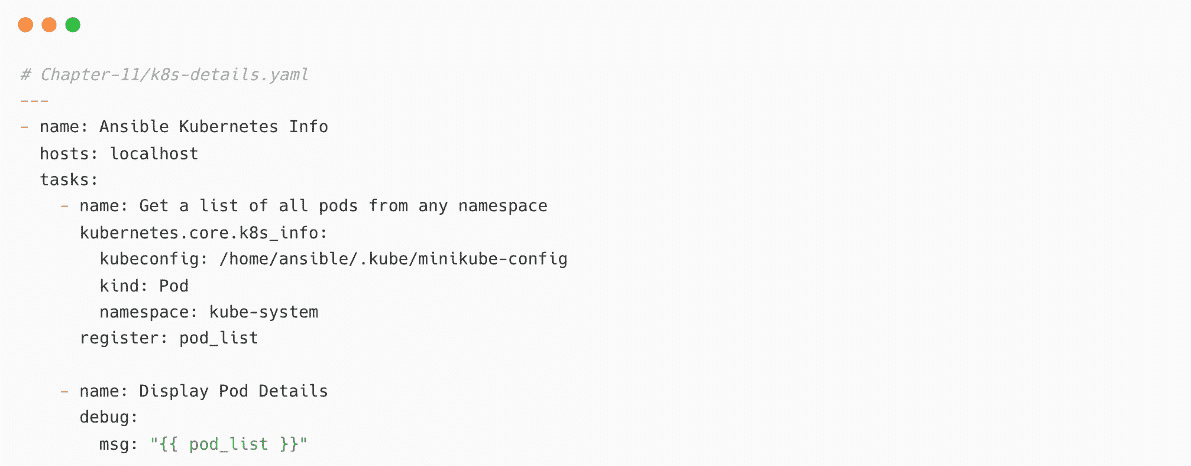 # Chapter-11/k8s-details.yaml
---
- name: Ansible Kubernetes Info
  hosts: localhost
  tasks:
    - name: Get a list of all pods from any namespace
      kubernetes.core.k8s_info:
        kubeconfig: /home/ansible/.kube/minikube-config
        kind: Pod
        namespace: kube-system
      register: pod_list

    - name: Display Pod Details
      debug:
        msg: "{{ pod_list }}"